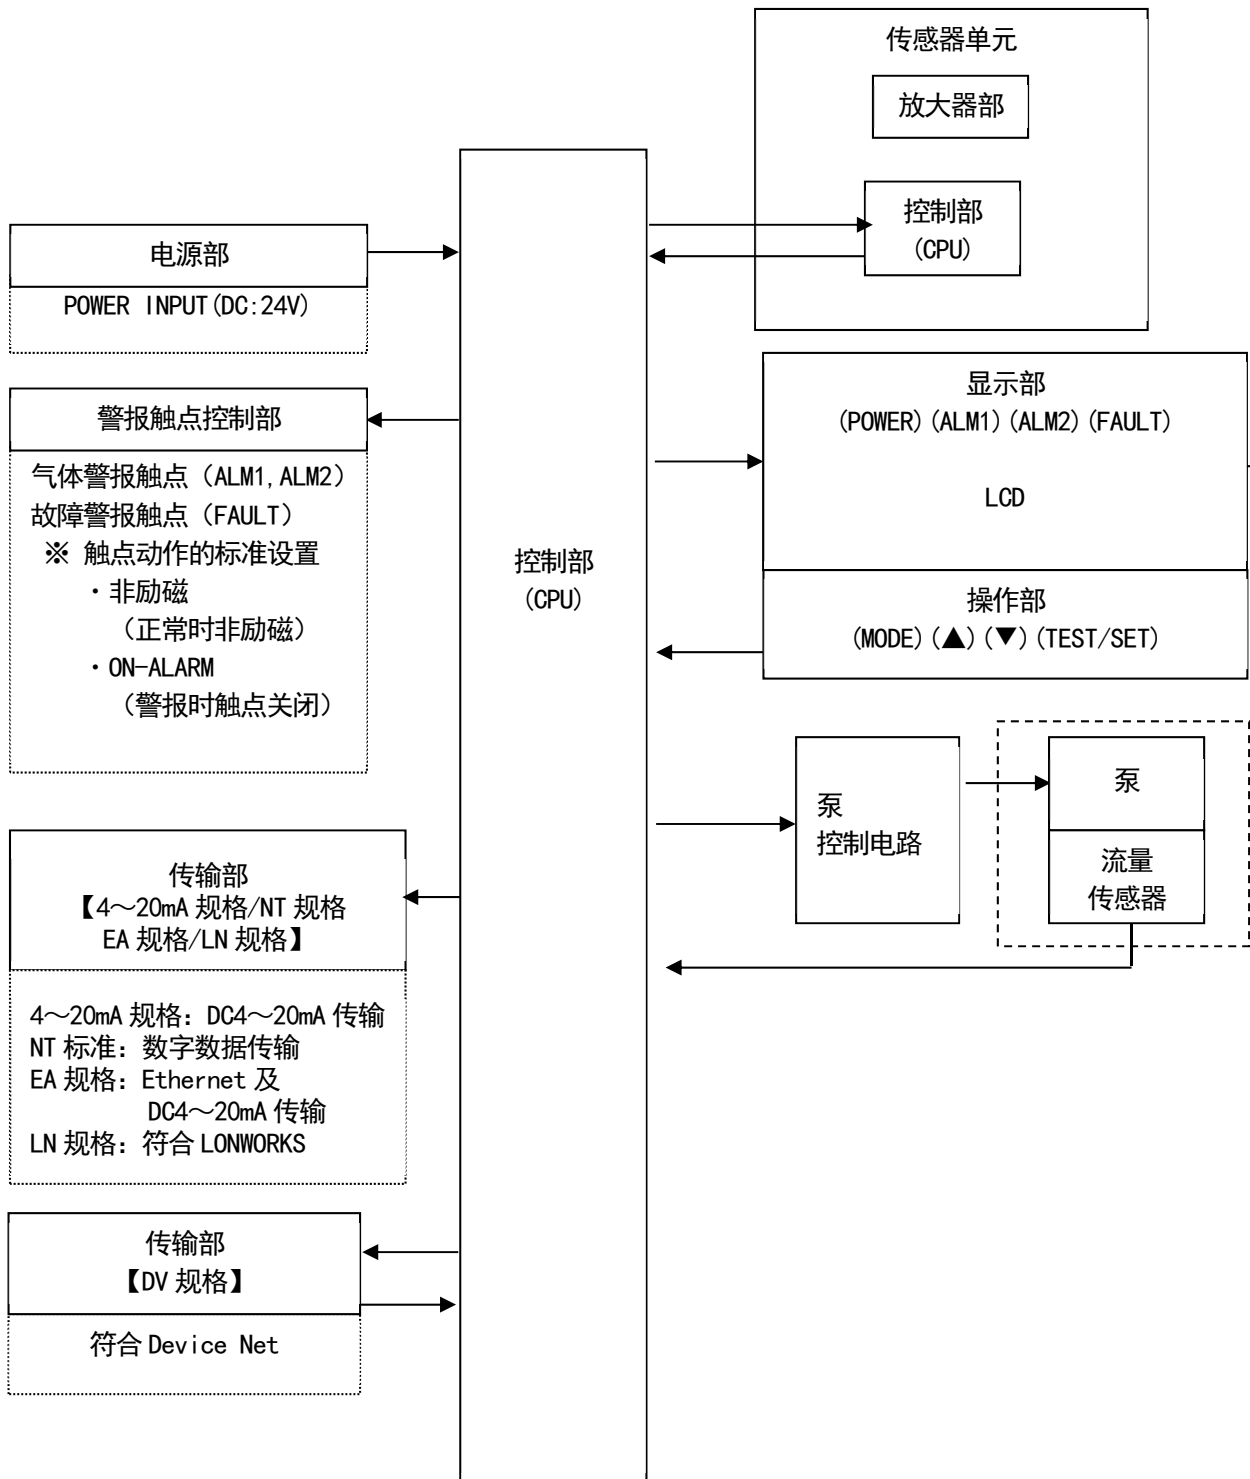 传感器单元
放大器部
控制部
(CPU)
电源部
POWER INPUT(DC:24V)
警报触点控制部
气体警报触点（ALM1,ALM2）
故障警报触点（FAULT）
※ 触点动作的标准设置
・非励磁
（正常时非励磁）
・ON-ALARM
（警报时触点关闭）
传输部
【4～20mA 规格/NT 规格
EA 规格/LN 规格】
4～20mA 规格：DC4～20mA 传输
NT 标准：数字数据传输
EA 规格：Ethernet 及
DC4～20mA 传输
LN 规格：符合 LONWORKS
传输部
【DV 规格】
符合 Device Net
控制部
(CPU)
显示部
(POWER)(ALM1)(ALM2)(FAULT)
LCD
操作部
(MODE)(▲)(▼)(TEST/SET)
泵
控制电路
泵
流量
传感器